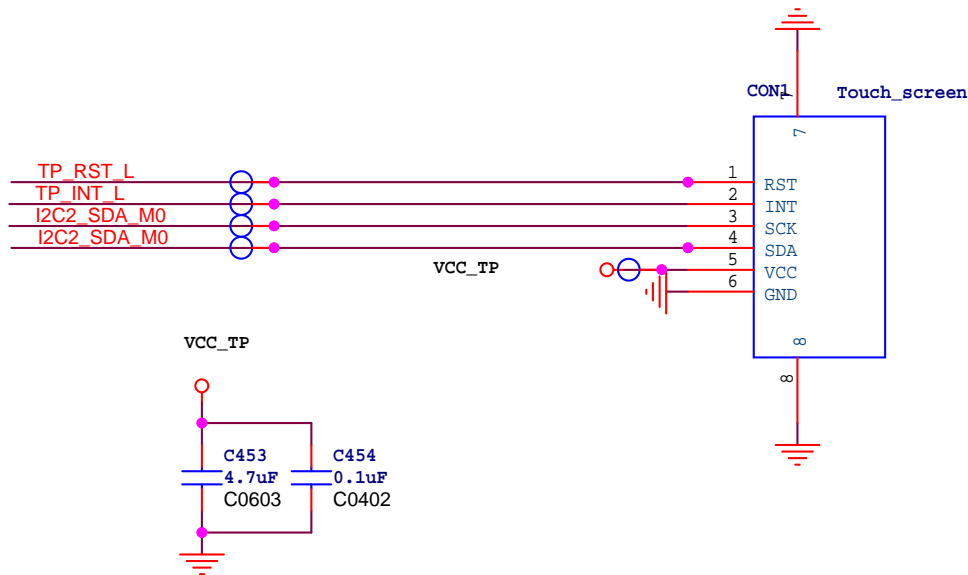 CON1
Touch_screen
7
7
TP_RST_L
1
RST
TP_INT_L
2
INT
I2C2_SDA_M0
3
SCK
I2C2_SDA_M0
4
SDA
VCC_TP
5
VCC
6
GND
8
8
VCC_TP
C453
4.7uF
C0603
C454
0.1uF
C0402